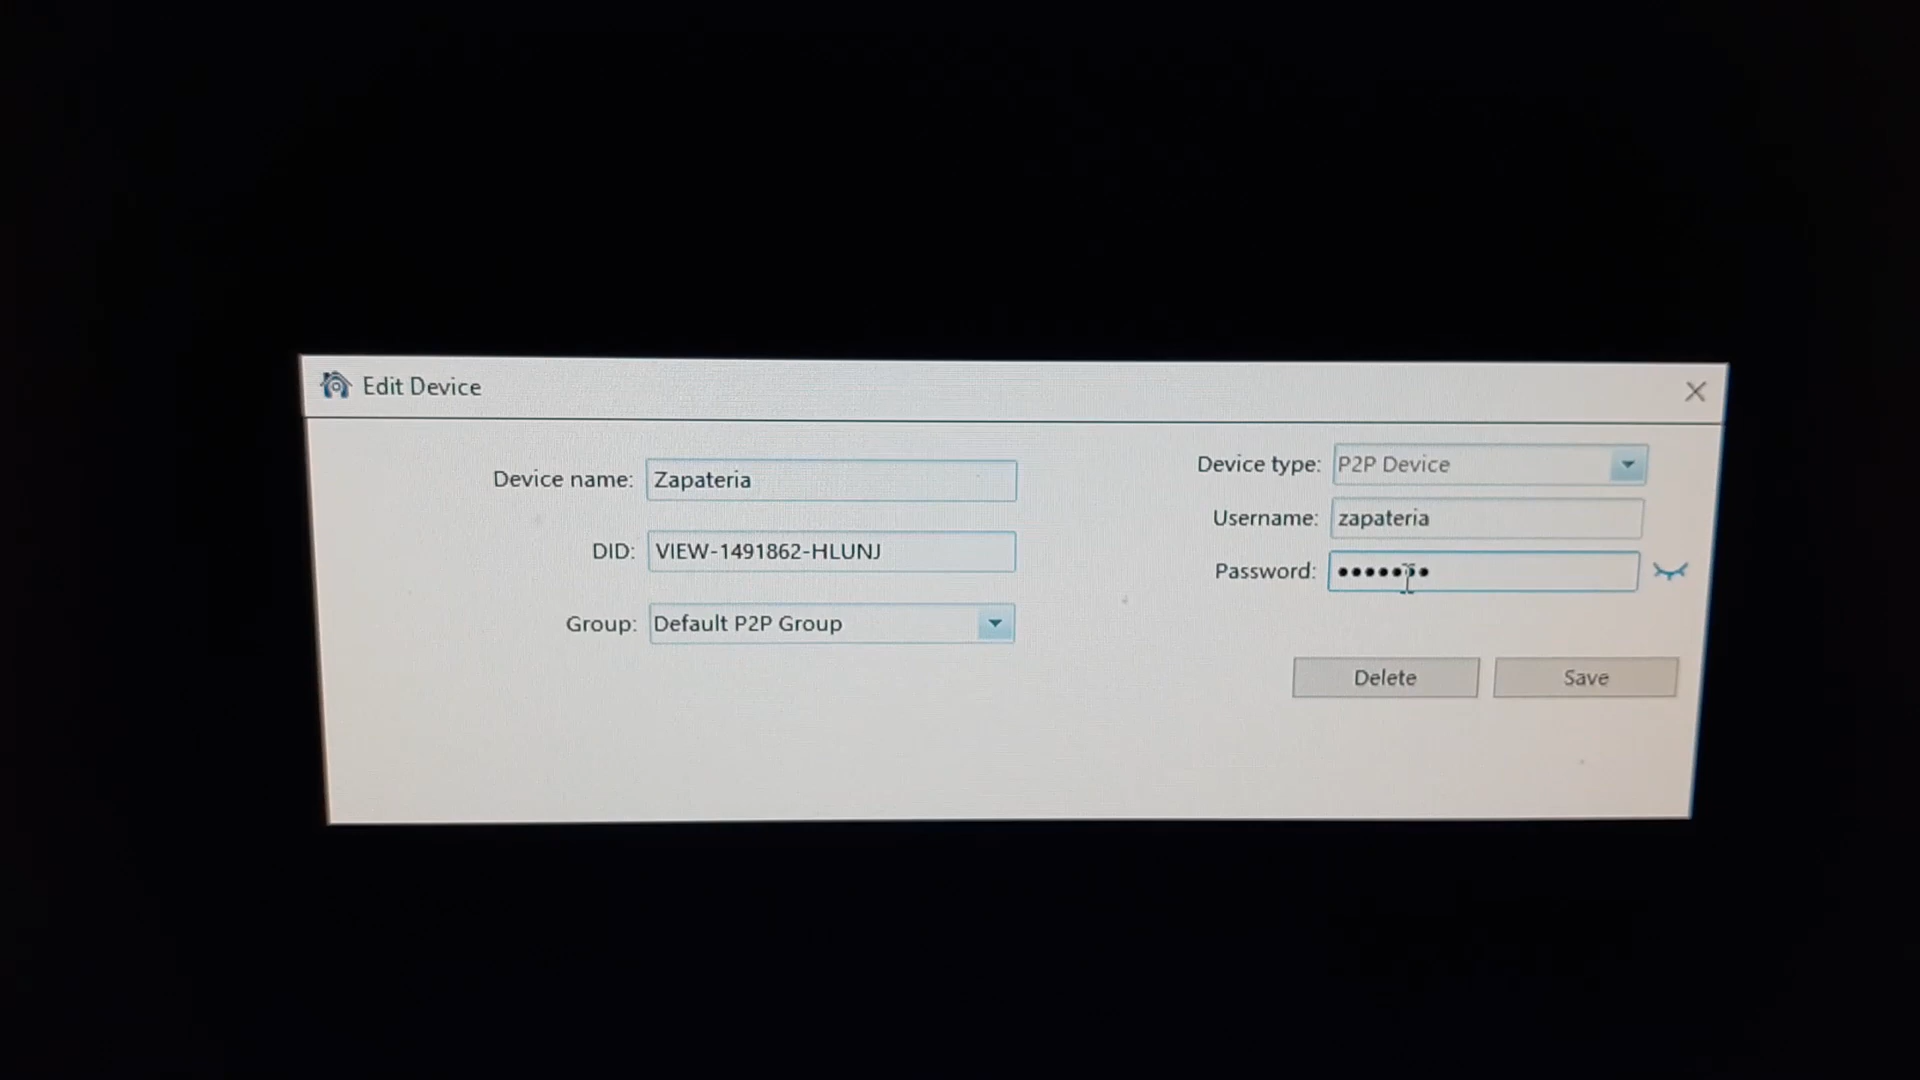 Edit Device
Device name: Zapateria
DID: VIEW-1491862-HLUNJ
Group: Default P2P Group
Device type: P2P Device
Username: zapateria
Password: ●●●●●●●
Delete Save